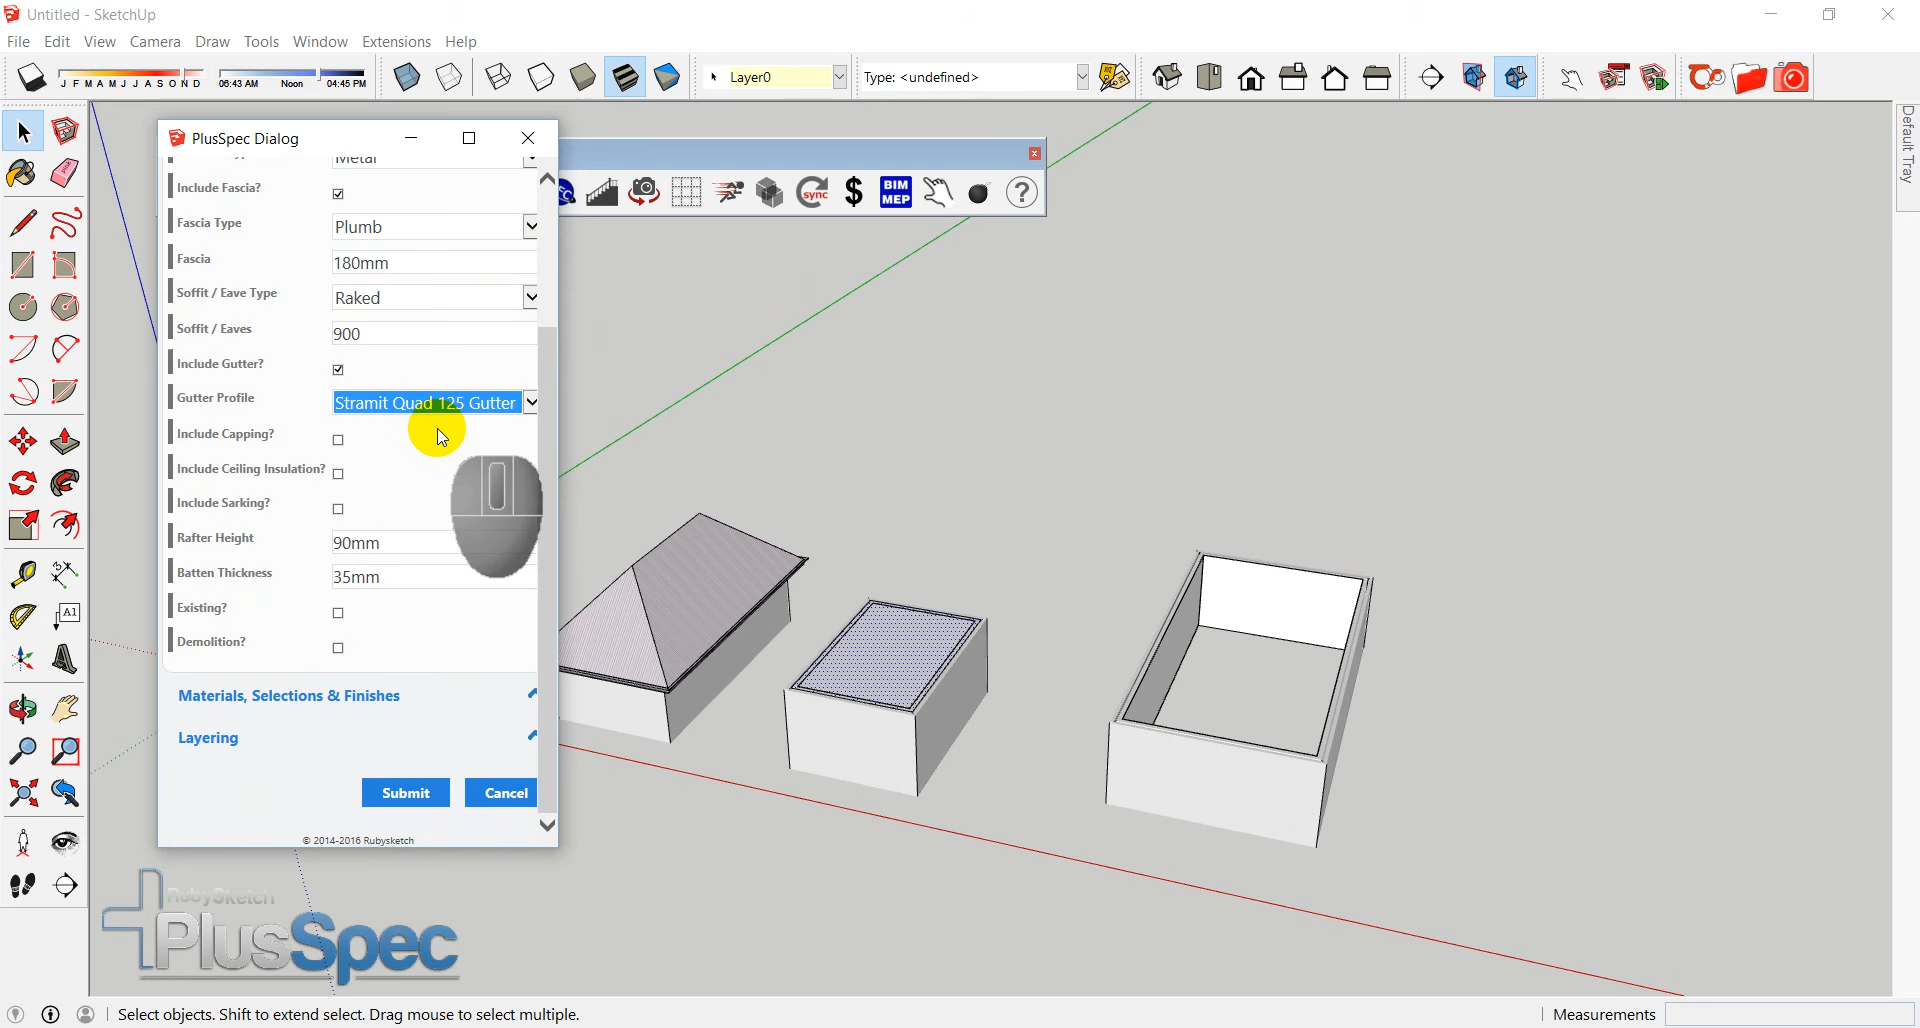 Untitled - SketchUp
File Edit View Camera Draw Tools Window Extensions Help
J F M A M J J A S O N D
06:43 AM Noon 04:45 PM
Layer0
Type: <undefined>
Default Tray
PlusSpec Dialog
Metal
Include Fascia?
Fascia Type Plumb
Fascia 180mm
Soffit / Eave Type Raked
Soffit / Eaves 900
Include Gutter?
Gutter Profile Stramit Quad 125 Gutter
Include Capping?
Include Ceiling Insulation?
Include Sarking?
Rafter Height 90mm
Batten Thickness 35mm
Existing?
Demolition?
Materials, Selections & Finishes
Layering
Submit Cancel
© 2014-2016 Rubysketch
sync $ BIM MEP ?
A1
RubySketch
PlusSpec
Select objects. Shift to extend select. Drag mouse to select multiple.
Measurements